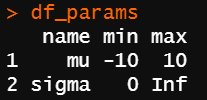 > df_params
name min max
1 mu -10 10
2 sigma 0 Inf